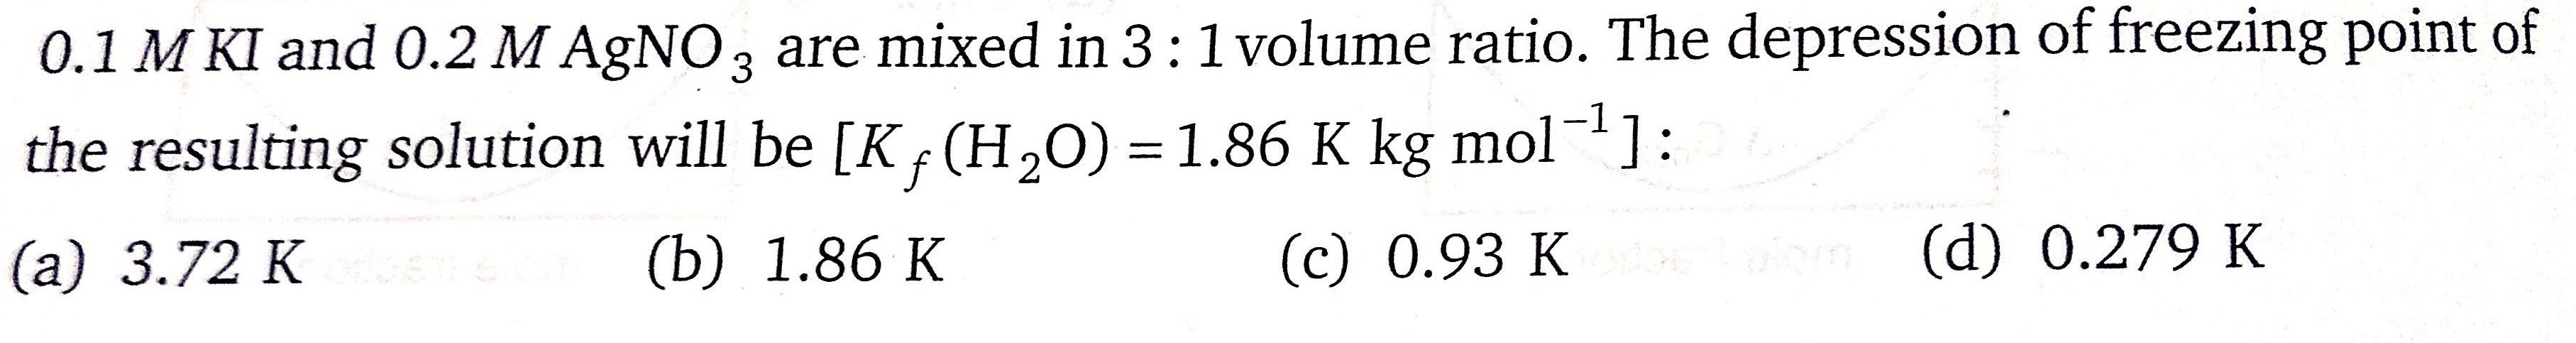 0.1 M KI and 0.2 M AgNO₃ are mixed in 3 : 1 volume ratio. The depression of freezing point of
the resulting solution will be [K_f (H₂O) = 1.86 K kg mol⁻¹] :
(a) 3.72 K (b) 1.86 K (c) 0.93 K (d) 0.279 K